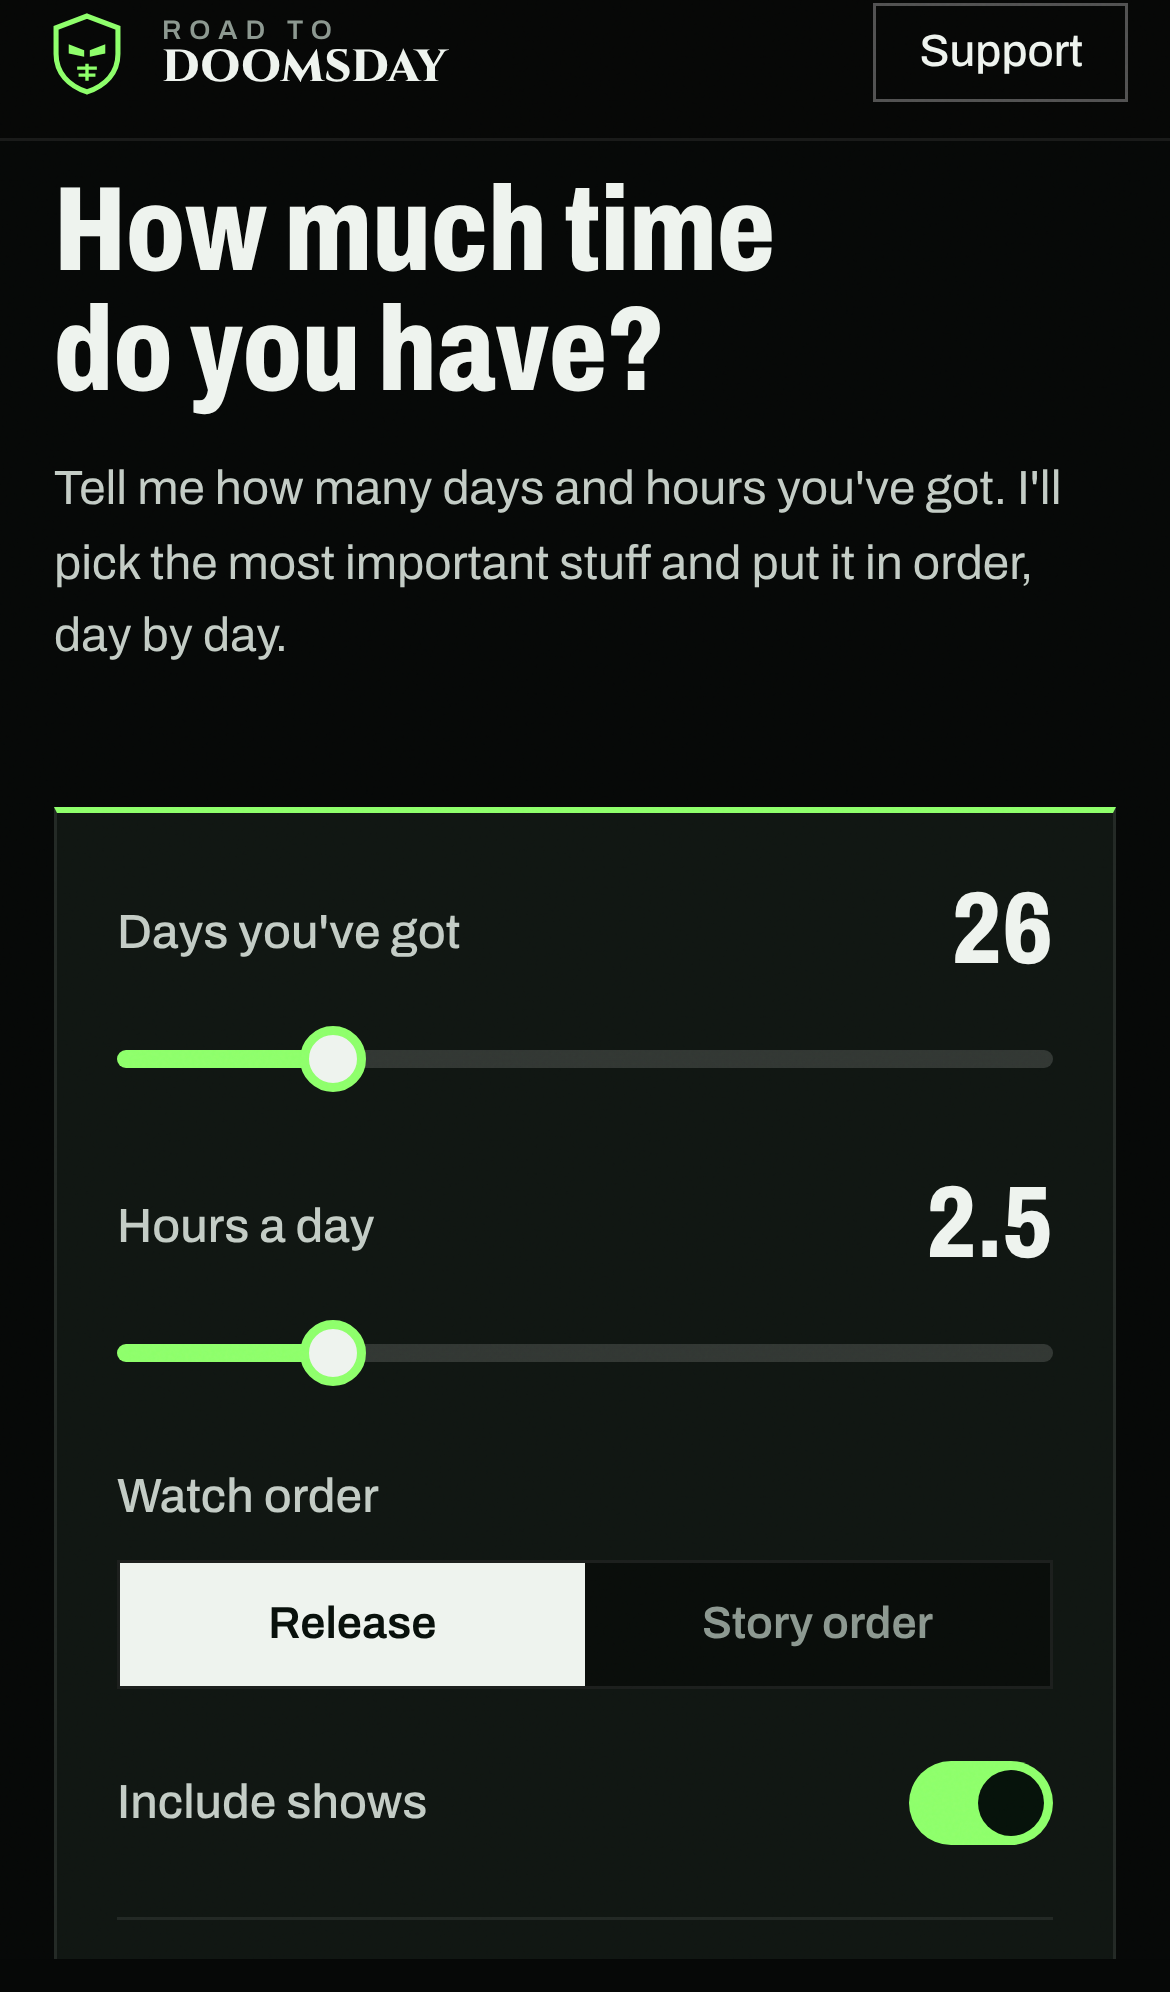 ROAD TO
DOOMSDAY
Support
How much time
do you have?
Tell me how many days and hours you've got. I'll
pick the most important stuff and put it in order,
day by day.
Days you've got
26
Hours a day
2.5
Watch order
Release
Story order
Include shows